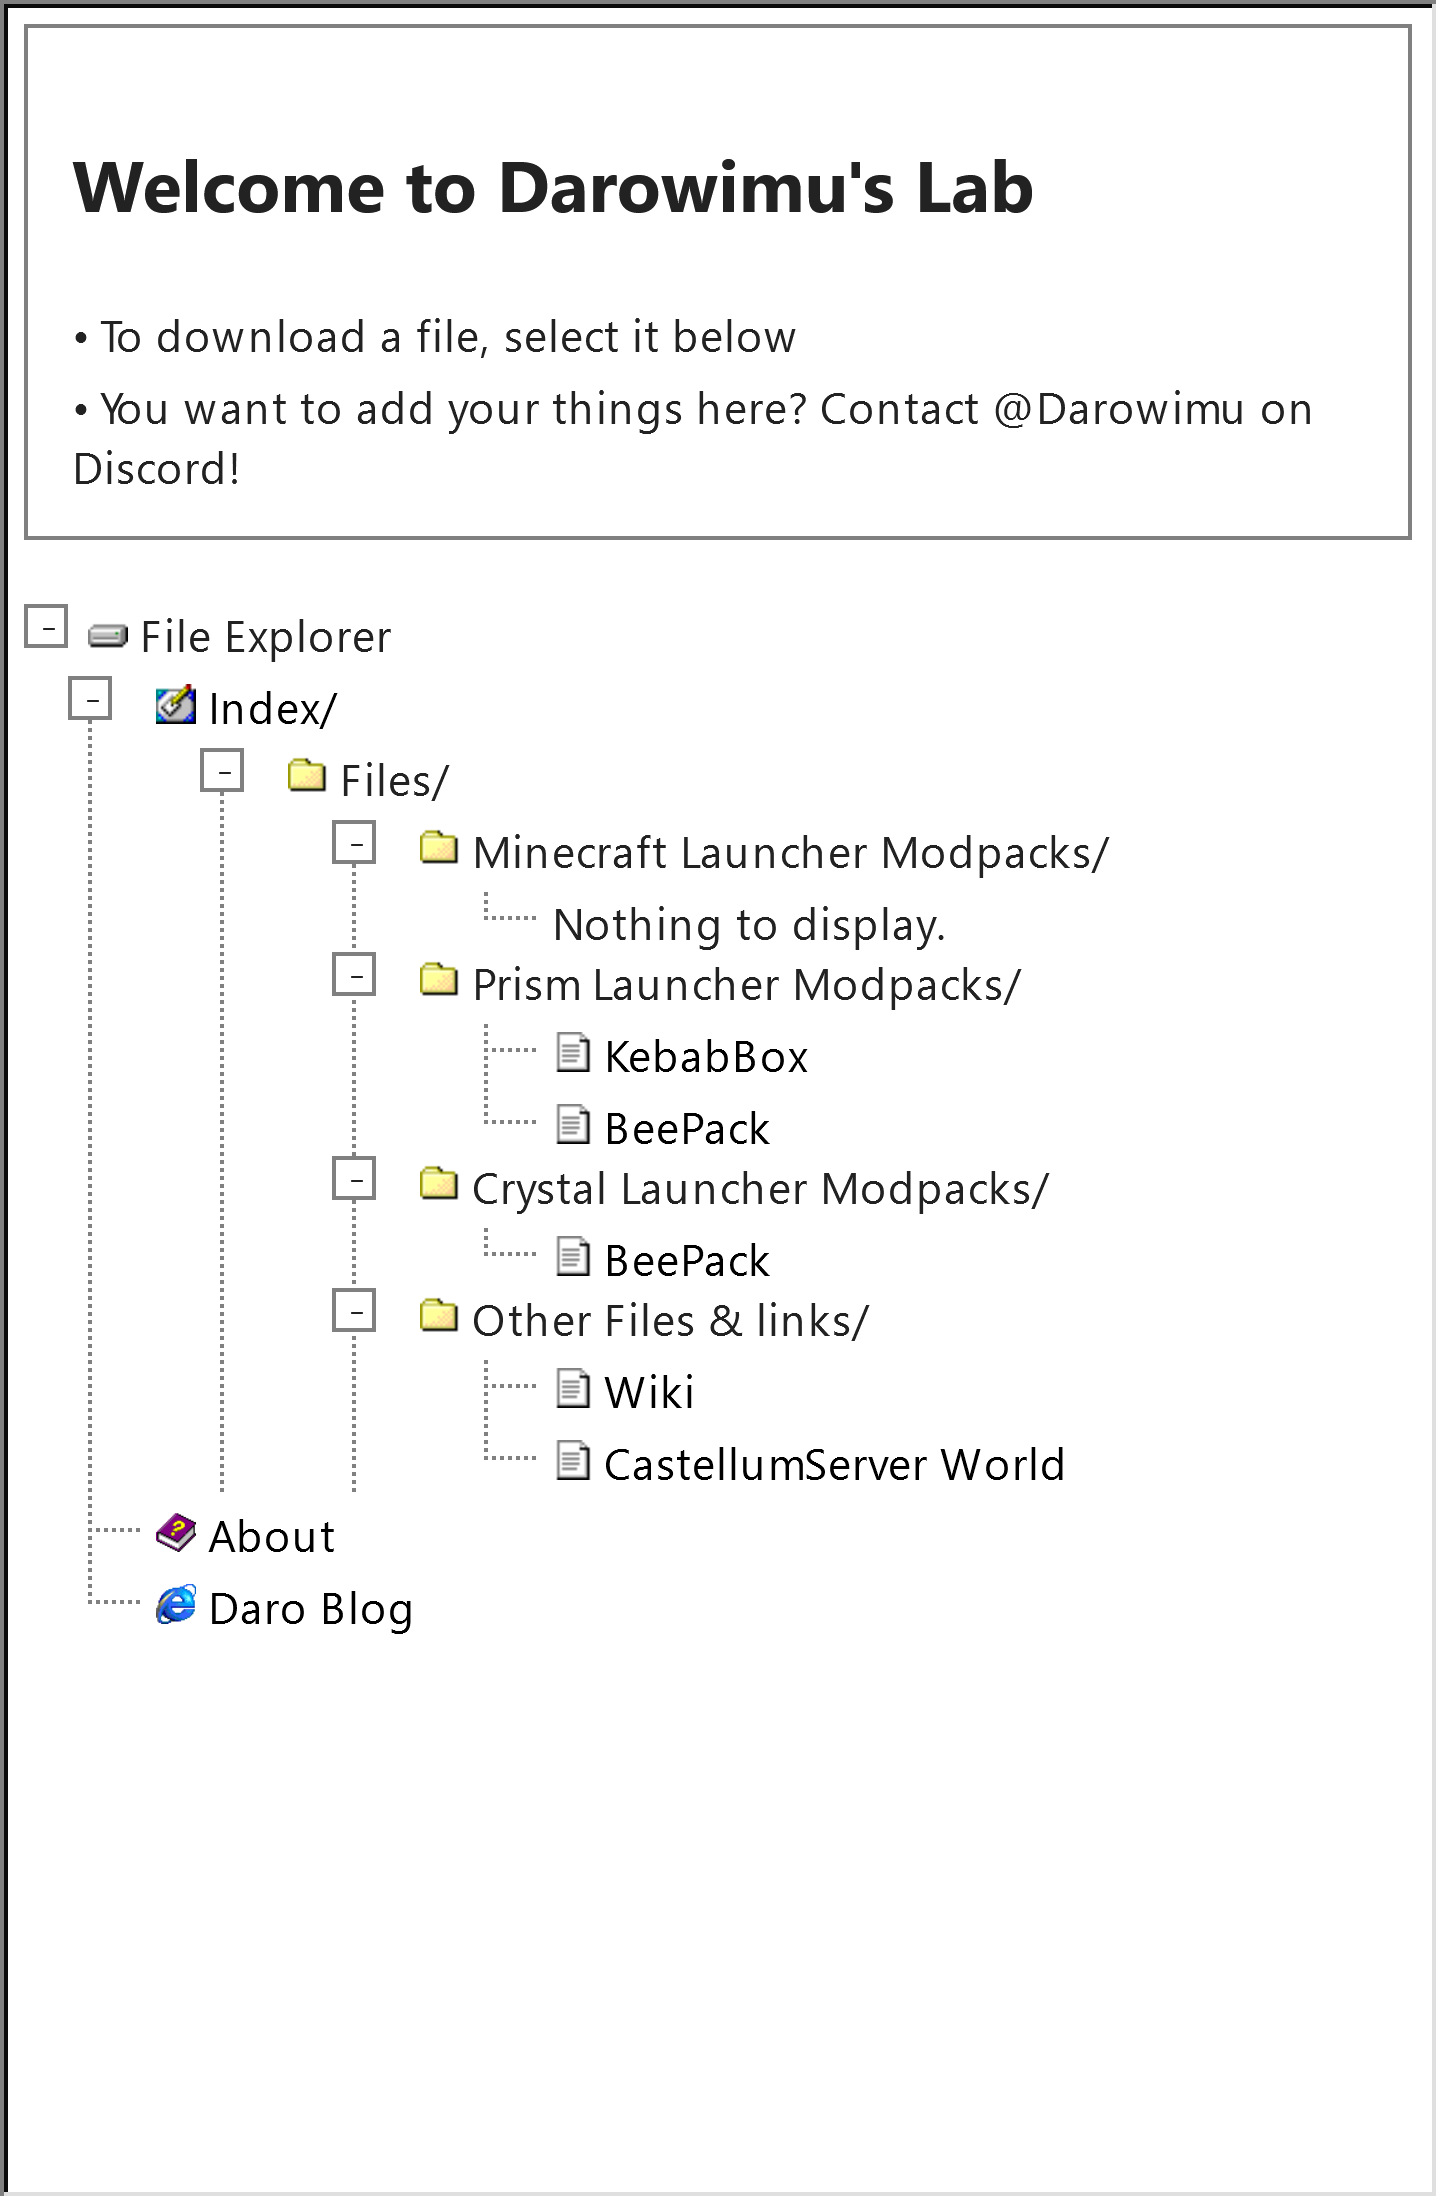 Welcome to Darowimu's Lab
• To download a file, select it below
• You want to add your things here? Contact @Darowimu on
Discord!
File Explorer
Index/
Files/
Minecraft Launcher Modpacks/
Nothing to display.
Prism Launcher Modpacks/
KebabBox
BeePack
Crystal Launcher Modpacks/
BeePack
Other Files & links/
Wiki
CastellumServer World
About
Daro Blog